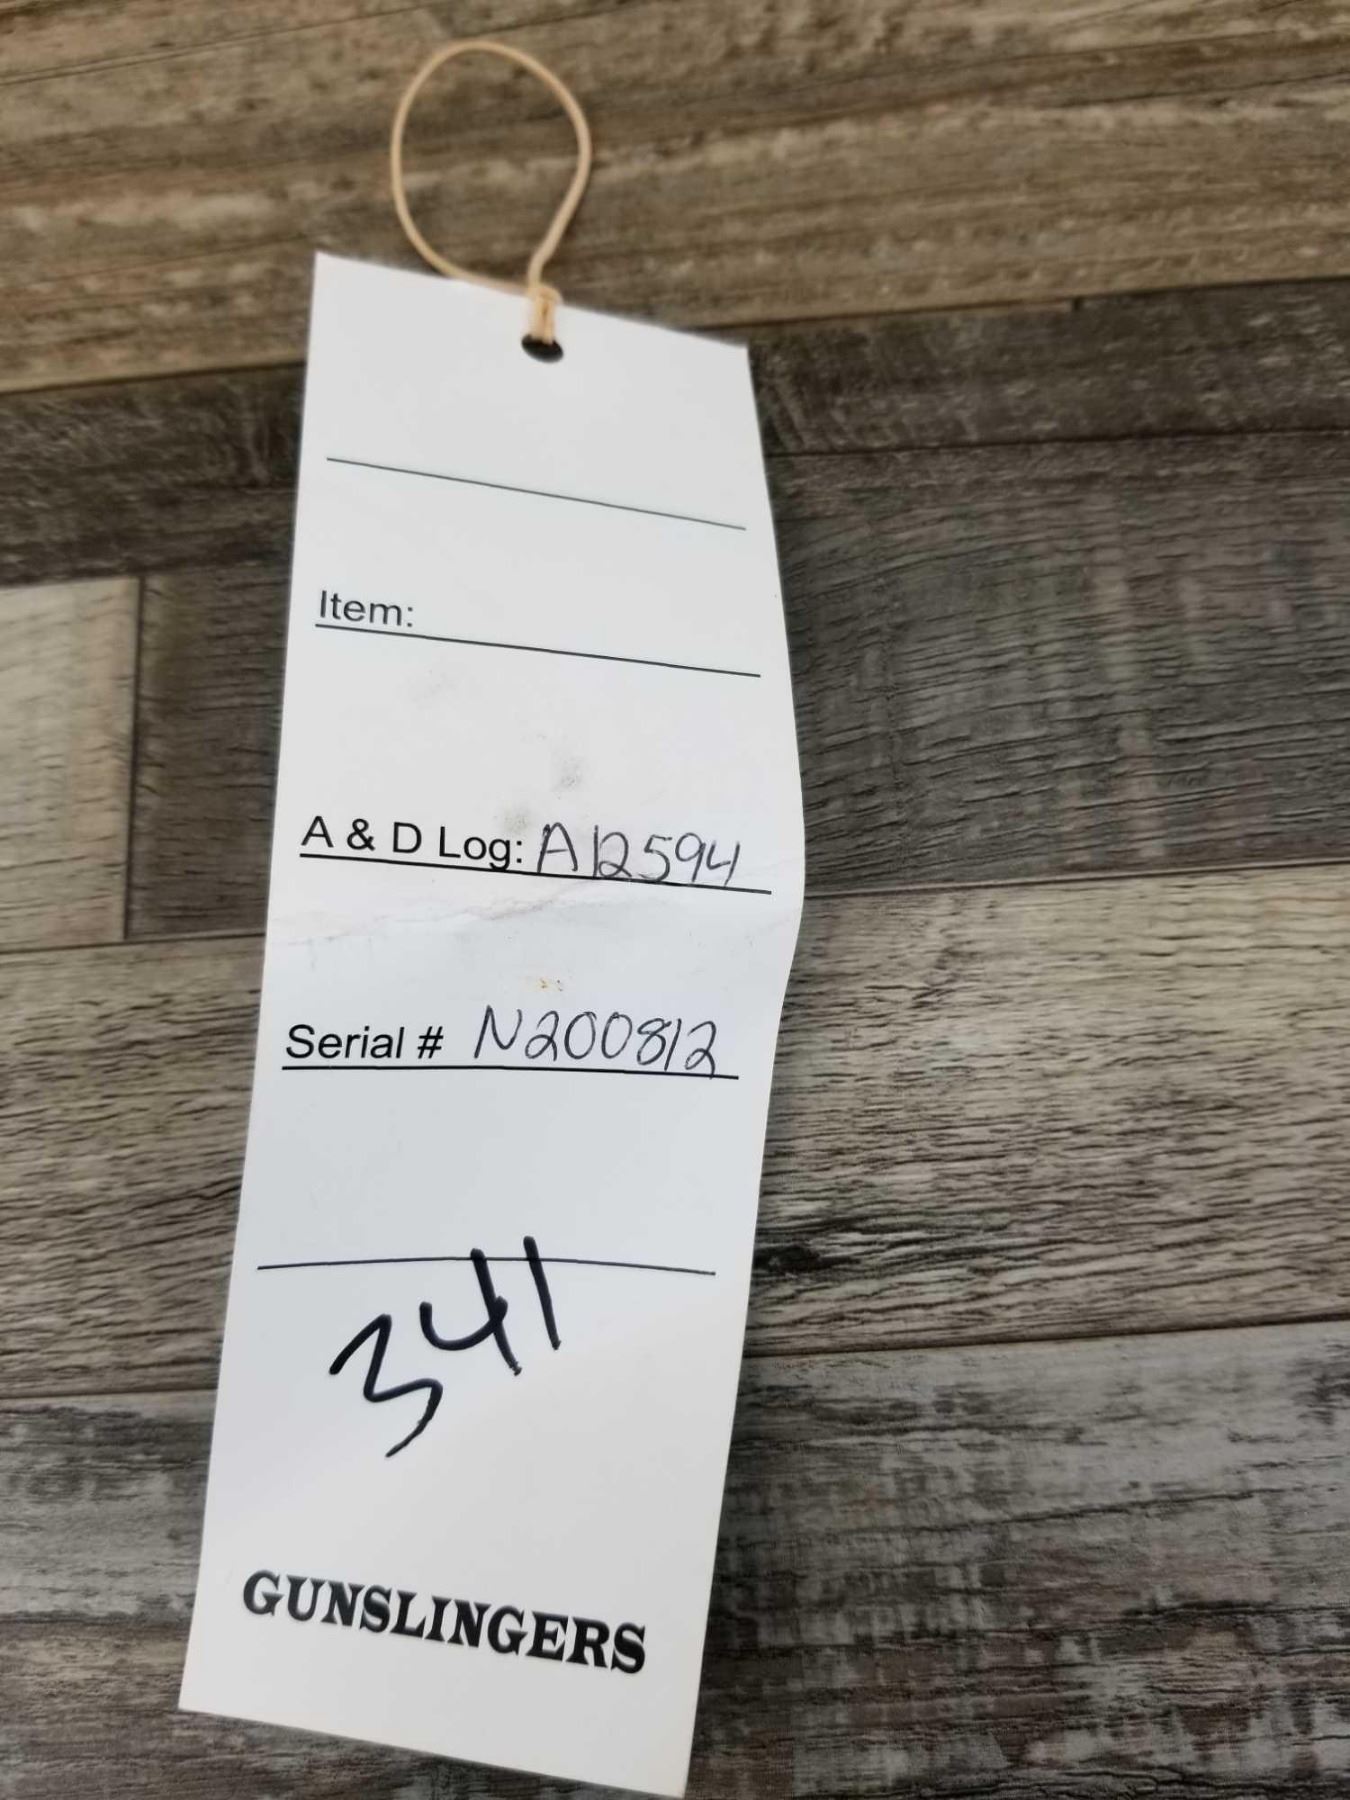 Item:
A & D Log: A12594
Serial # N200812
341
GUNSLINGERS